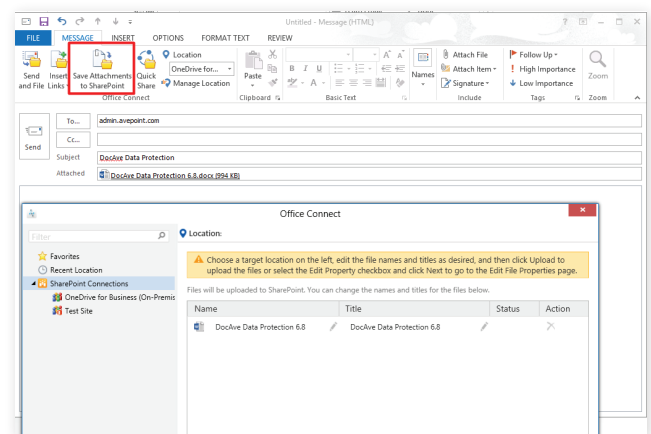 Untitled - Message (HTML)
FILE MESSAGE INSERT OPTIONS FORMAT TEXT REVIEW
Send and File
Insert Links
Save Attachments to SharePoint
Quick Share
Location
OneDrive for...
Manage Location
Office Connect
Paste
Clipboard
B I U
A
Basic Text
Names
Attach File
Attach Item
Signature
Include
Follow Up
High Importance
Low Importance
Tags
Zoom
Zoom
Send
To... admin.avepoint.com
Cc...
Subject DocAve Data Protection
Attached DocAve Data Protection 6.8.docx (994 KB)
Office Connect
Filter
Favorites
Recent Location
SharePoint Connections
OneDrive for Business (On-Premis
Test Site
Location:
Choose a target location on the left, edit the file names and titles as desired, and then click Upload to
upload the files or select the Edit Property checkbox and click Next to go to the Edit File Properties page.
Files will be uploaded to SharePoint. You can change the names and titles for the files below.
Name Title Status Action
DocAve Data Protection 6.8 DocAve Data Protection 6.8